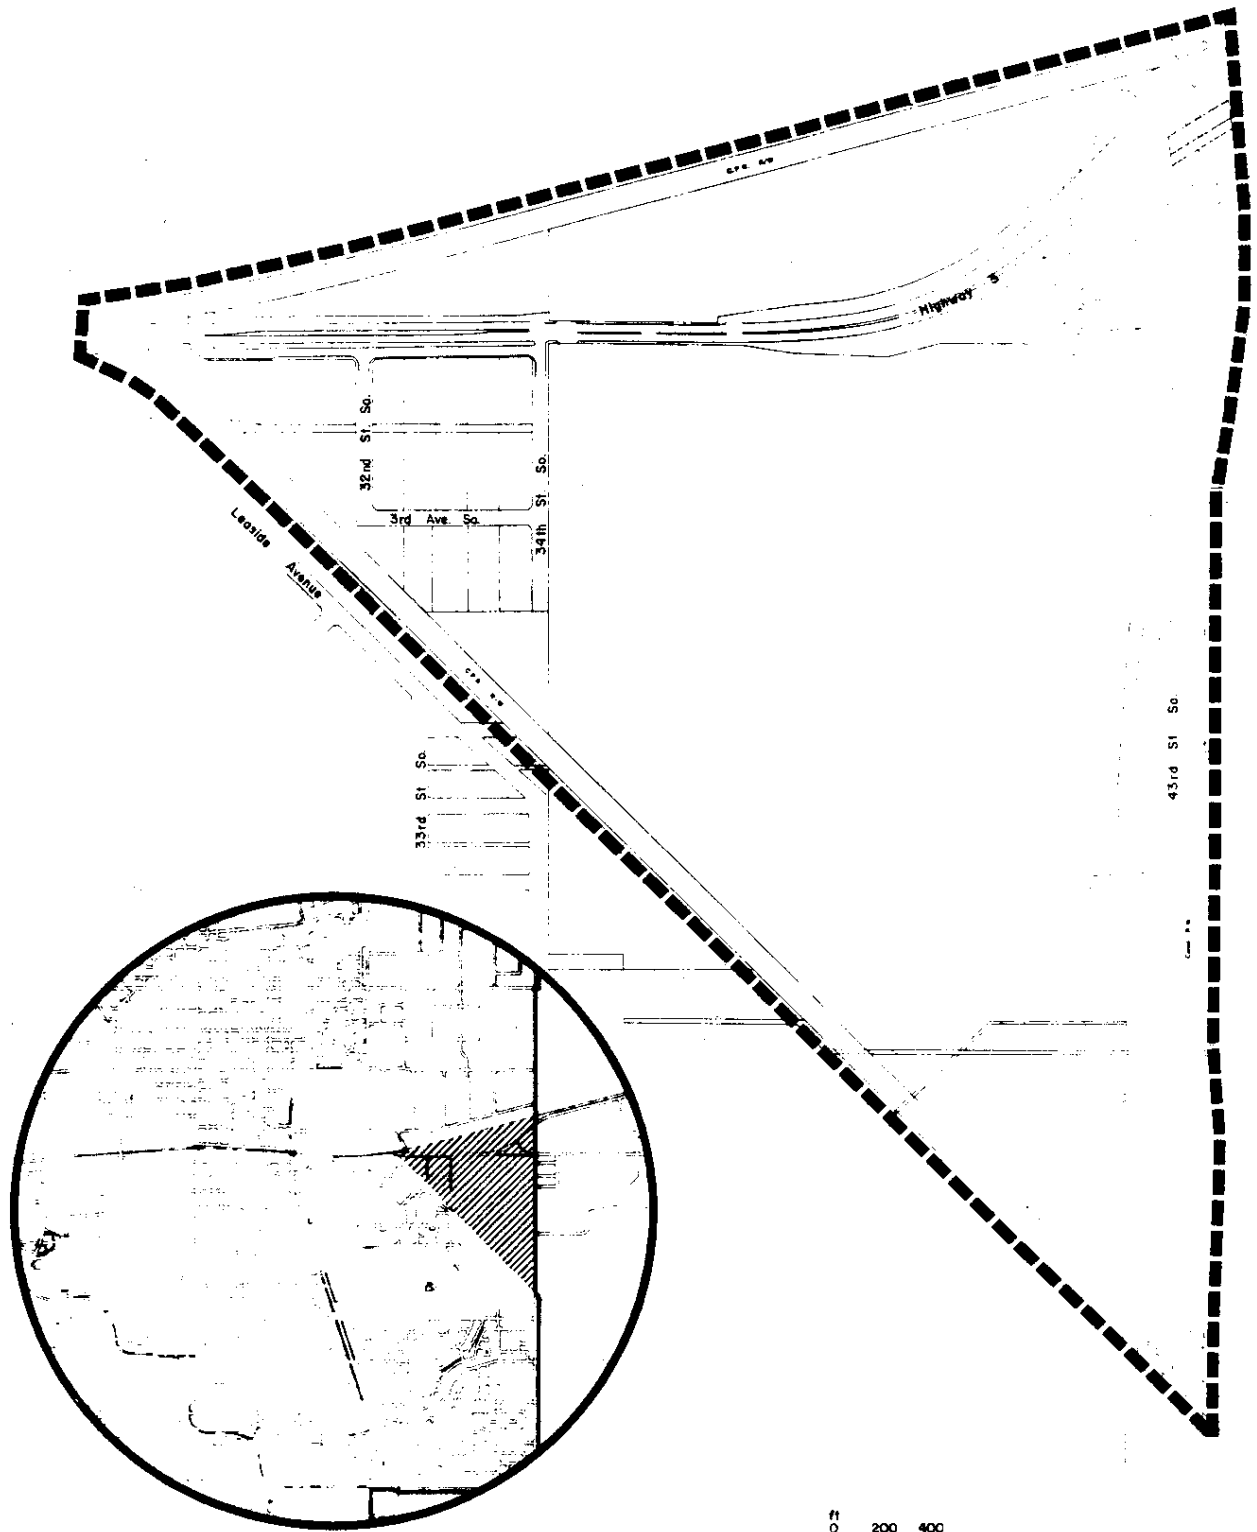 C.P.R. R/W
Highway 3
32nd St. So.
34th St. So.
3rd Ave. So.
Leaside
Avenue
C.P.R. R/W
33rd St. So.
43rd St. So.
ft
0 200 400